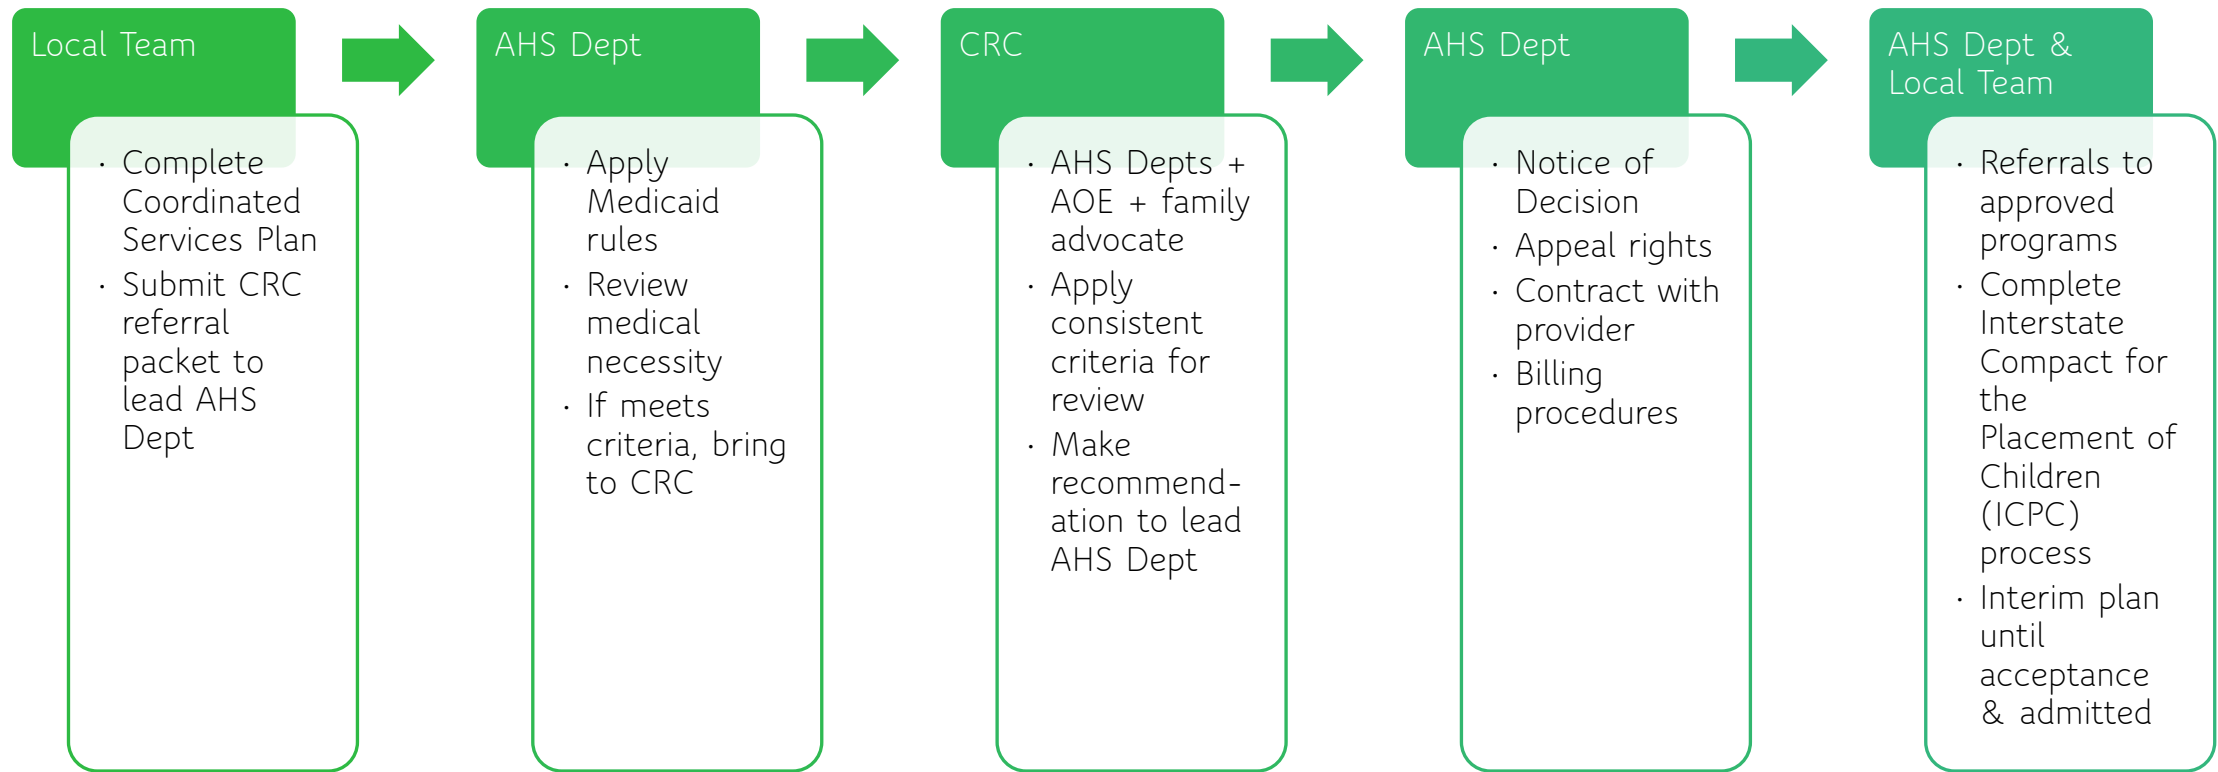 Local Team
· Complete
Coordinated
Services Plan
· Submit CRC
referral
packet to
lead AHS
Dept
AHS Dept
· Apply
Medicaid
rules
· Review
medical
necessity
· If meets
criteria, bring
to CRC
CRC
· AHS Depts +
AOE + family
advocate
· Apply
consistent
criteria for
review
· Make
recommend-
ation to lead
AHS Dept
AHS Dept
· Notice of
Decision
· Appeal rights
· Contract with
provider
· Billing
procedures
AHS Dept &
Local Team
· Referrals to
approved
programs
· Complete
Interstate
Compact for
the
Placement of
Children
(ICPC)
process
· Interim plan
until
acceptance
& admitted